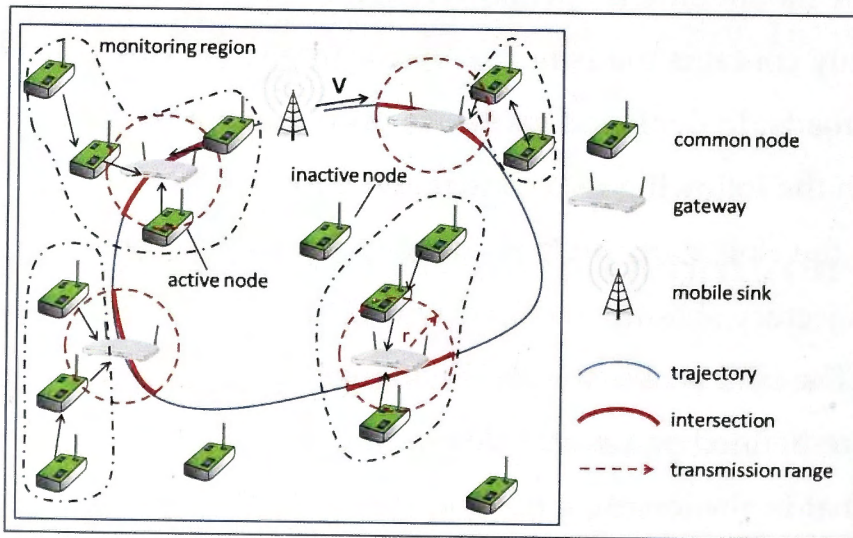 monitoring region
V
inactive node
active node
common node
gateway
mobile sink
trajectory
intersection
transmission range